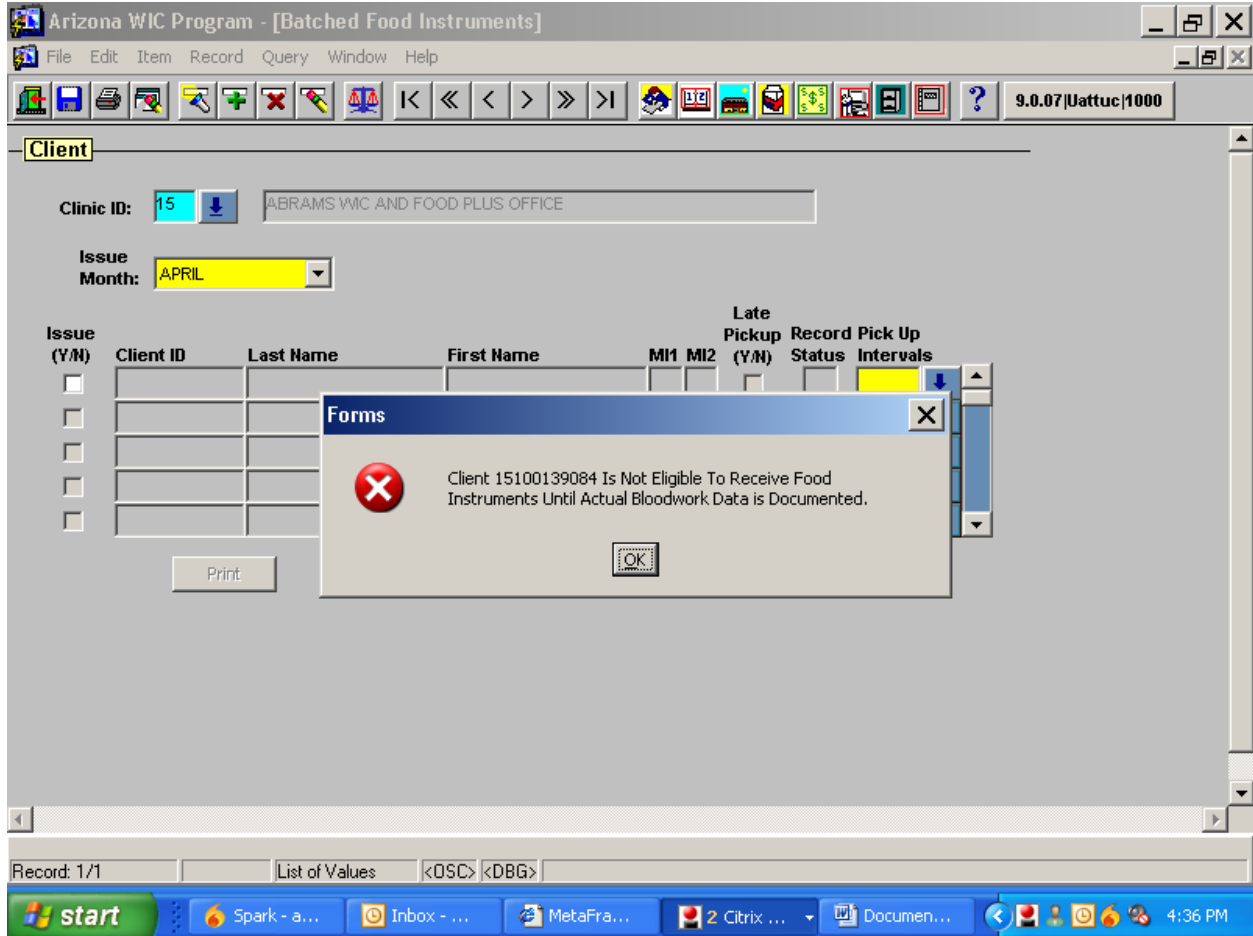 Arizona WIC Program - [Batched Food Instruments]
File Edit Item Record Query Window Help
9.0.07|Uattuc|1000
Client
Clinic ID: 15 ABRAMS WIC AND FOOD PLUS OFFICE
Issue
Month: APRIL
Late
Issue Pickup Record Pick Up
(Y/N) Client ID Last Name First Name MI1 MI2 (Y/N) Status Intervals
Forms
Client 15100139084 Is Not Eligible To Receive Food
Instruments Until Actual Bloodwork Data is Documented.
OK
Print
Record: 1/1 List of Values <OSC> <DBG>
start Spark - a... Inbox - ... MetaFra... 2 Citrix ... Documen... 4:36 PM